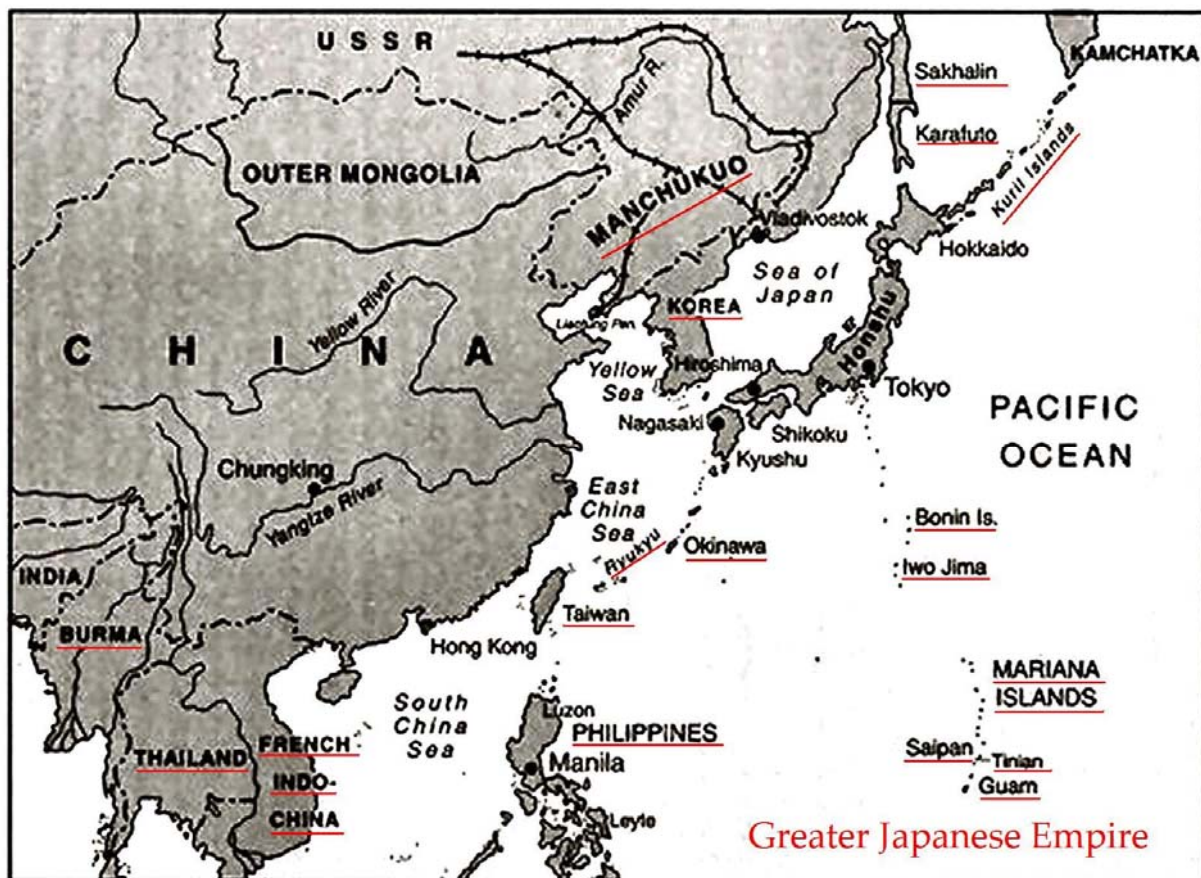 USSR
KAMCHATKA
Sakhalin
Amur R.
Karafuto
Kuril Islands
OUTER MONGOLIA
MANCHUKUO
Vladivostok
Hokkaido
Sea of
Japan
Yellow River
KOREA
Liaotung Pen.
CHINA
Honshu
Hiroshima
Yellow
Sea
Tokyo
PACIFIC
OCEAN
Nagasaki
Shikoku
Kyushu
Chungking
Yangtze River
East
China
Sea
Bonin Is.
Ryukyu
Okinawa
Iwo Jima
INDIA
Taiwan
BURMA
Hong Kong
MARIANA
ISLANDS
South
China
Sea
Luzon
PHILIPPINES
Saipan
Tinian
THAILAND
FRENCH
INDO-
CHINA
Manila
Guam
Leyte
Greater Japanese Empire